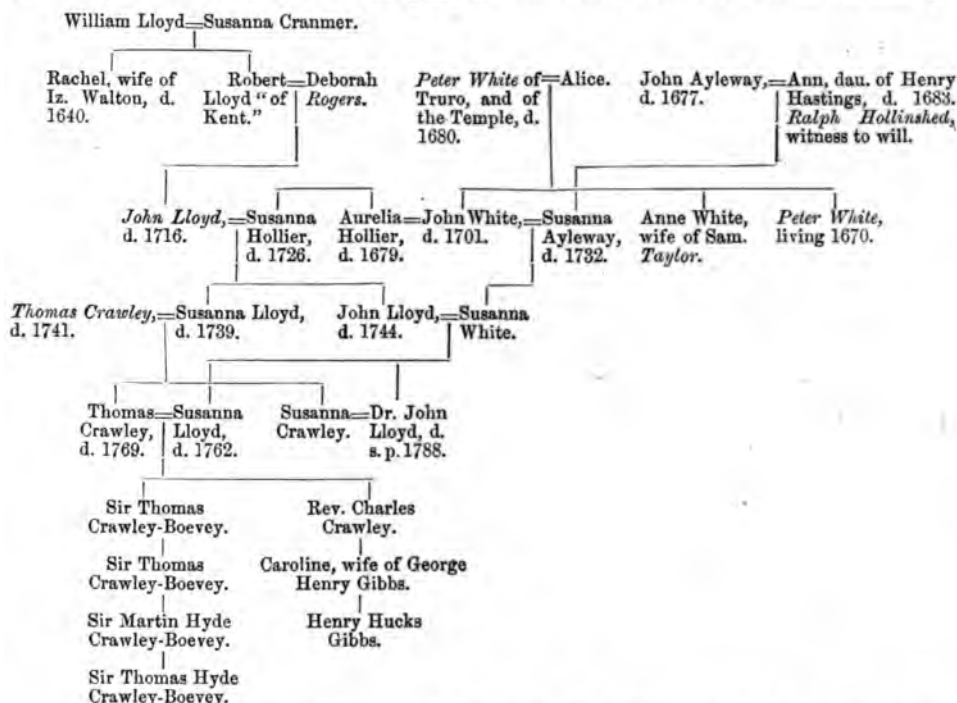 William Lloyd=Susanna Cranmer.
Rachel, wife of
Iz. Walton, d.
1640.
Robert=Deborah
Lloyd "of Rogers.
Kent."
Peter White of=Alice.
Truro, and of
the Temple, d.
1680.
John Ayleway,=Ann, dau. of Henry
d. 1677. Hastings, d. 1683.
Ralph Hollinshed,
witness to will.
John Lloyd,=Susanna
d. 1716. Hollier,
d. 1726.
Aurelia=John White,=Susanna
Hollier, d. 1701. Ayleway,
d. 1679. d. 1732.
Anne White,
wife of Sam.
Taylor.
Peter White,
living 1670.
Thomas Crawley,=Susanna Lloyd,
d. 1741. d. 1739.
John Lloyd,=Susanna
d. 1744. White.
Thomas=Susanna
Crawley, Lloyd,
d. 1769. d. 1762.
Susanna=Dr. John
Crawley. Lloyd, d.
s. p. 1788.
Sir Thomas
Crawley-Boevey.
Rev. Charles
Crawley.
Sir Thomas
Crawley-Boevey.
Caroline, wife of George
Henry Gibbs.
Sir Martin Hyde
Crawley-Boevey.
Henry Hucks
Gibbs.
Sir Thomas Hyde
Crawley-Boevey.